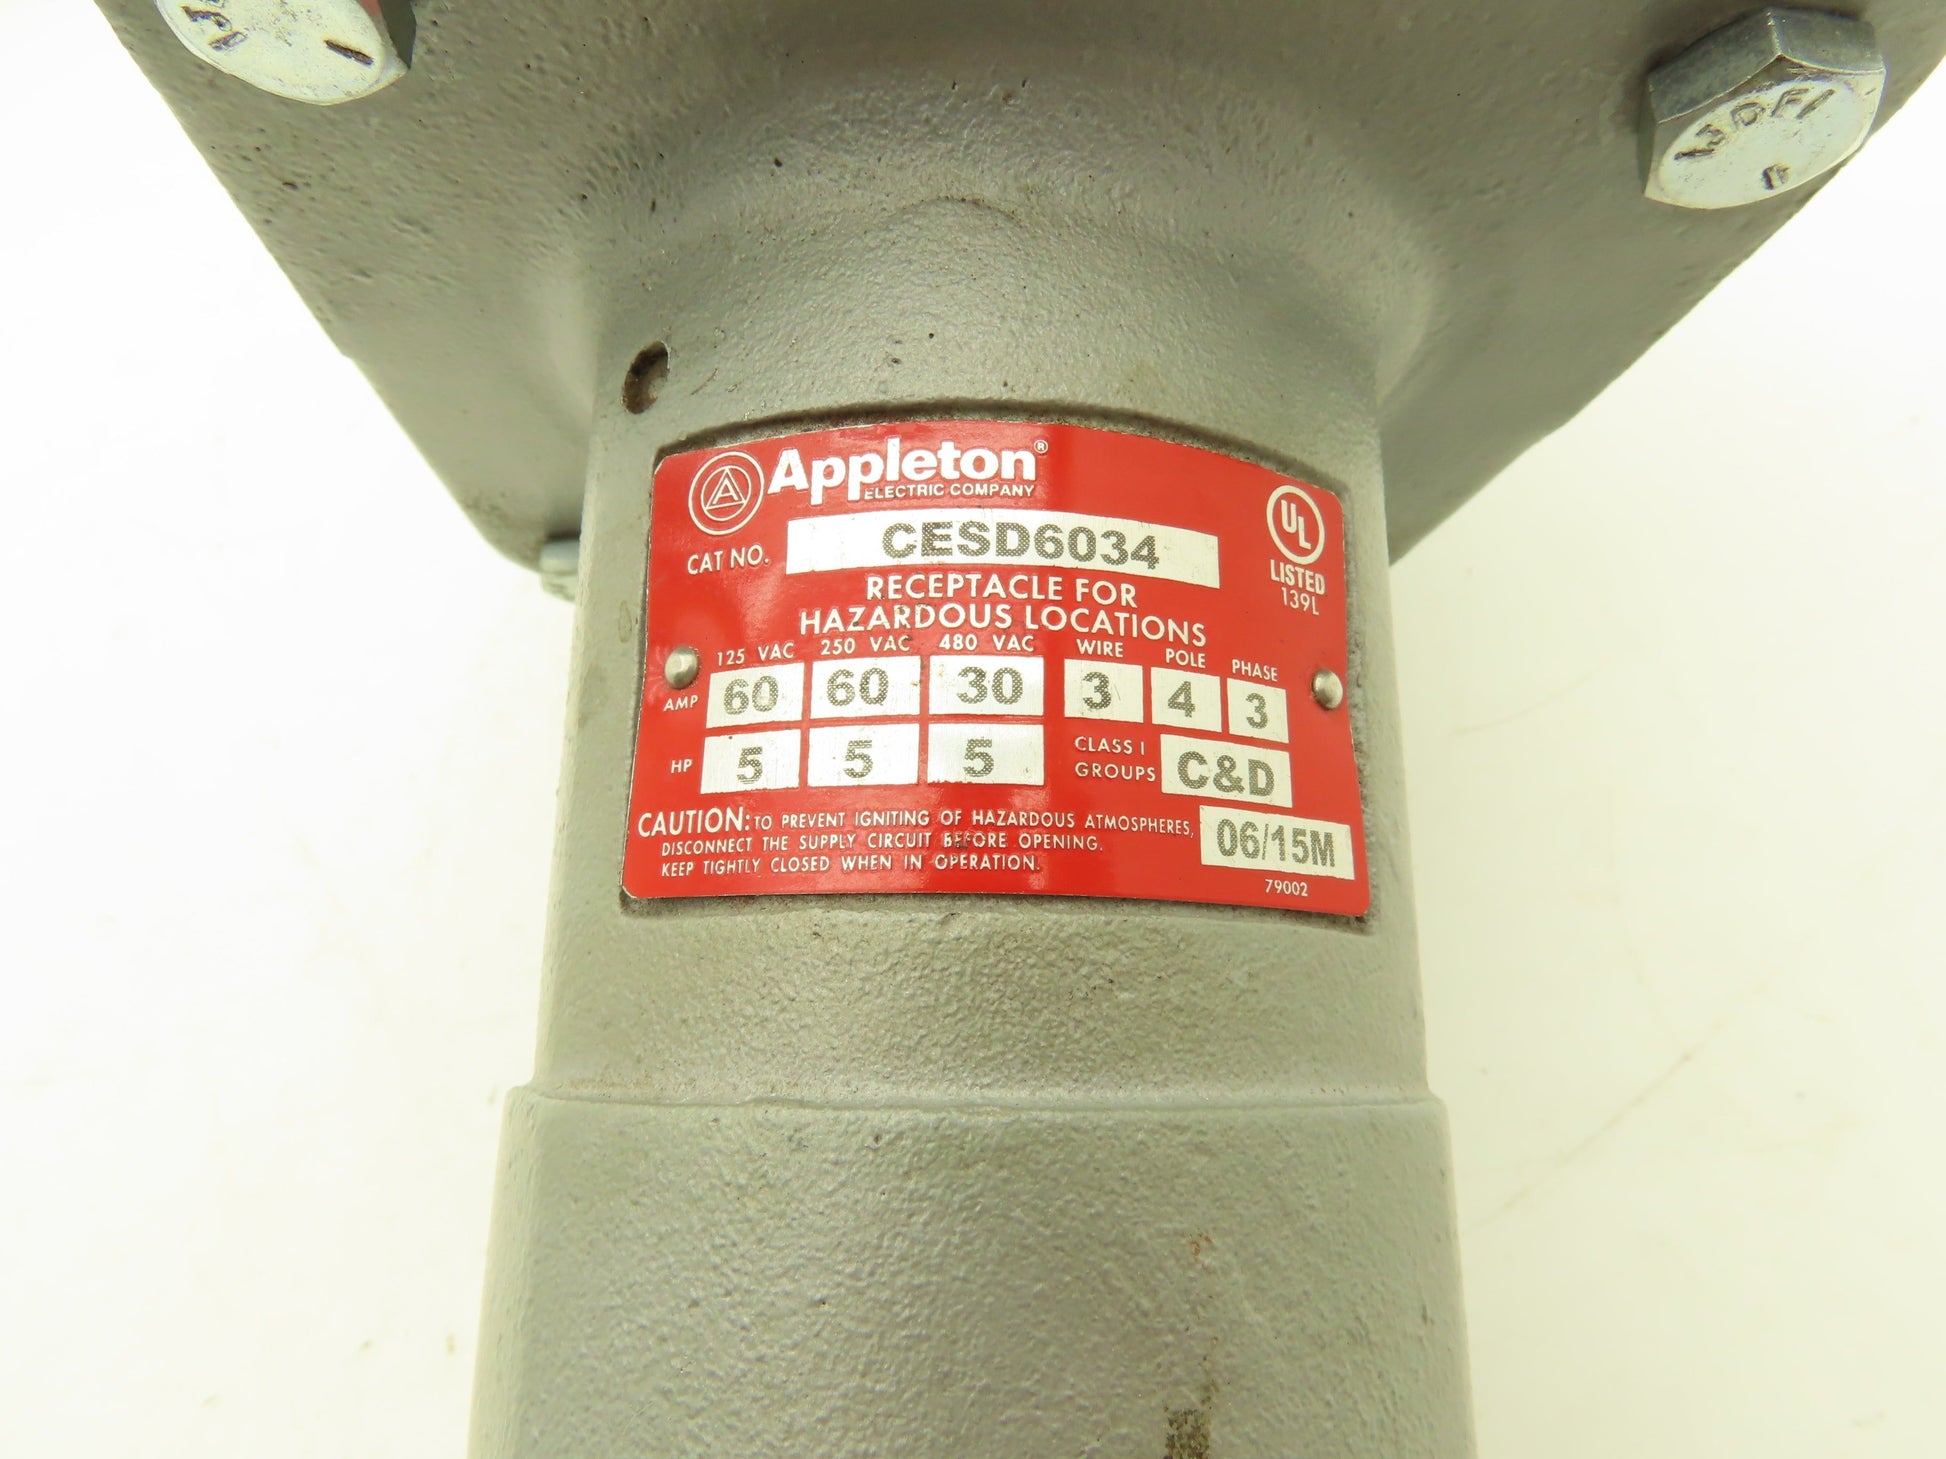 1JDF1
A Appleton®
ELECTRIC COMPANY
CAT NO. CESD6034
UL
LISTED
139L
RECEPTACLE FOR
HAZARDOUS LOCATIONS
125 VAC 250 VAC 480 VAC WIRE POLE PHASE
AMP 60 60 30 3 4 3
HP 5 5 5 CLASS I GROUPS C&D
CAUTION: TO PREVENT IGNITING OF HAZARDOUS ATMOSPHERES,
DISCONNECT THE SUPPLY CIRCUIT BEFORE OPENING.
KEEP TIGHTLY CLOSED WHEN IN OPERATION.
06/15M
79002